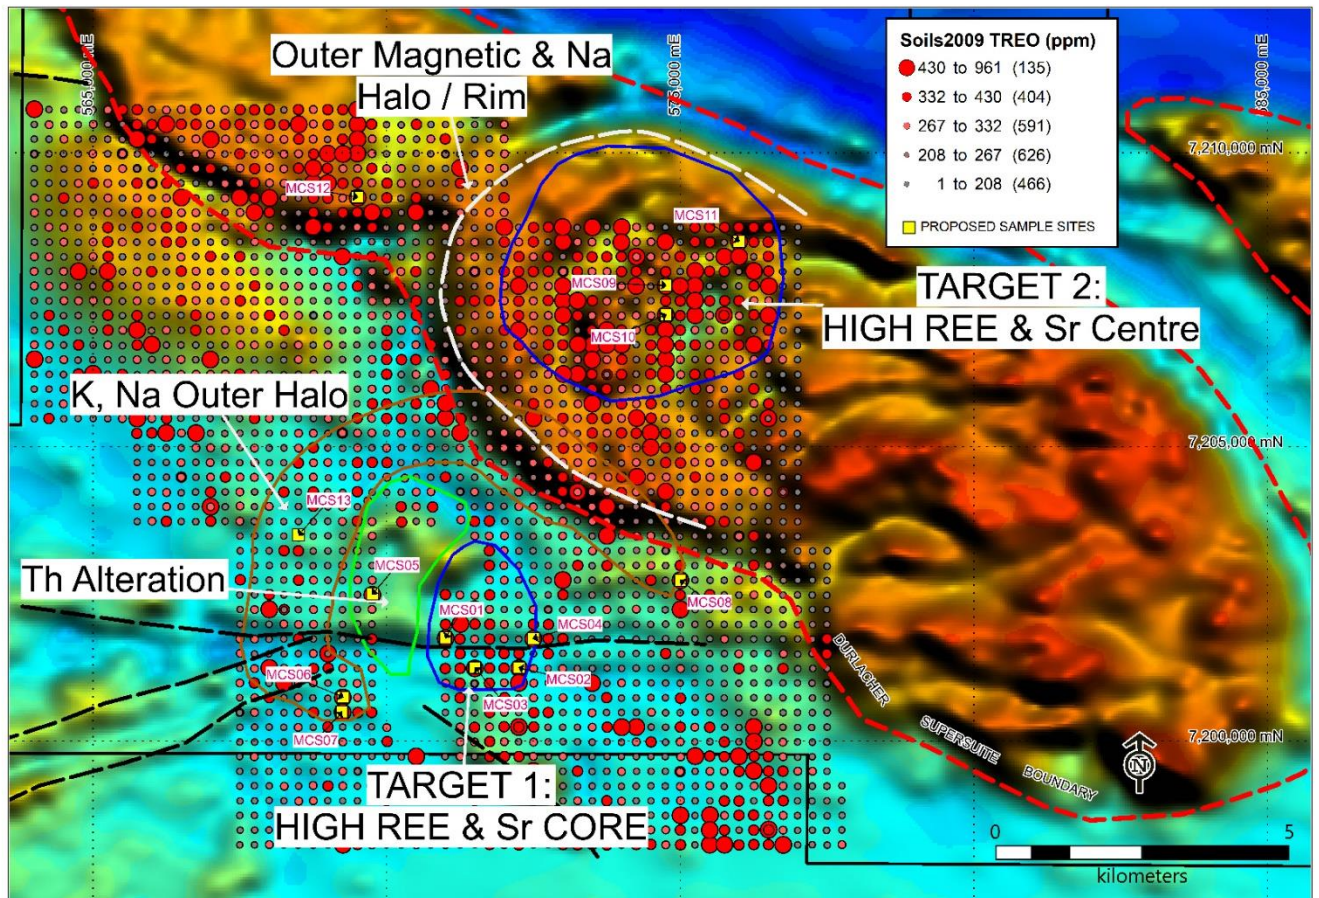 Outer Magnetic & Na
Halo / Rim
565,000 mE
575,000 mE
585,000 mE
Soils2009 TREO (ppm)
430 to 961 (135)
332 to 430 (404)
267 to 332 (591)
208 to 267 (626)
1 to 208 (466)
PROPOSED SAMPLE SITES
7,210,000 mN
MCS12
MCS11
MCS09
MCS10
TARGET 2:
HIGH REE & Sr Centre
K, Na Outer Halo
7,205,000 mN
MCS13
Th Alteration
MCS05
MCS08
MCS01
MCS04
MCS06
MCS02
MCS03
MCS07
DURLACHER SUPERSUITE BOUNDARY
7,200,000 mN
N
TARGET 1:
HIGH REE & Sr CORE
0 5
kilometers